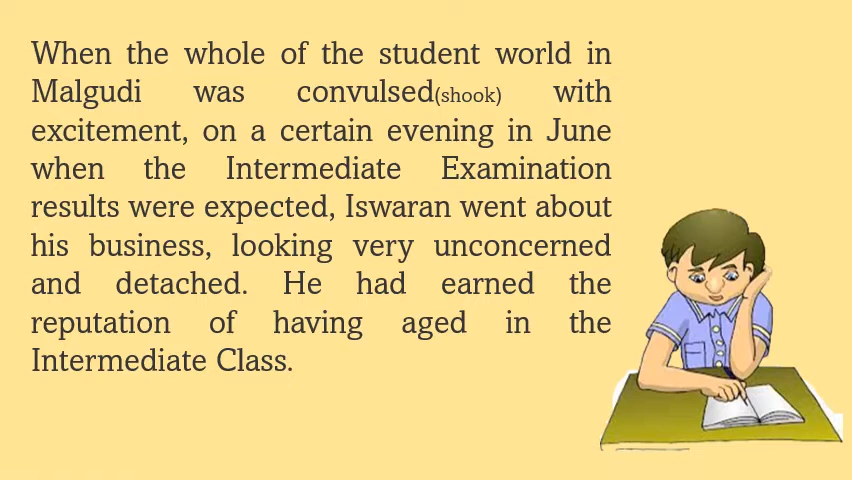 When the whole of the student world in
Malgudi was convulsed(shook) with
excitement, on a certain evening in June
when the Intermediate Examination
results were expected, Iswaran went about
his business, looking very unconcerned
and detached. He had earned the
reputation of having aged in the
Intermediate Class.